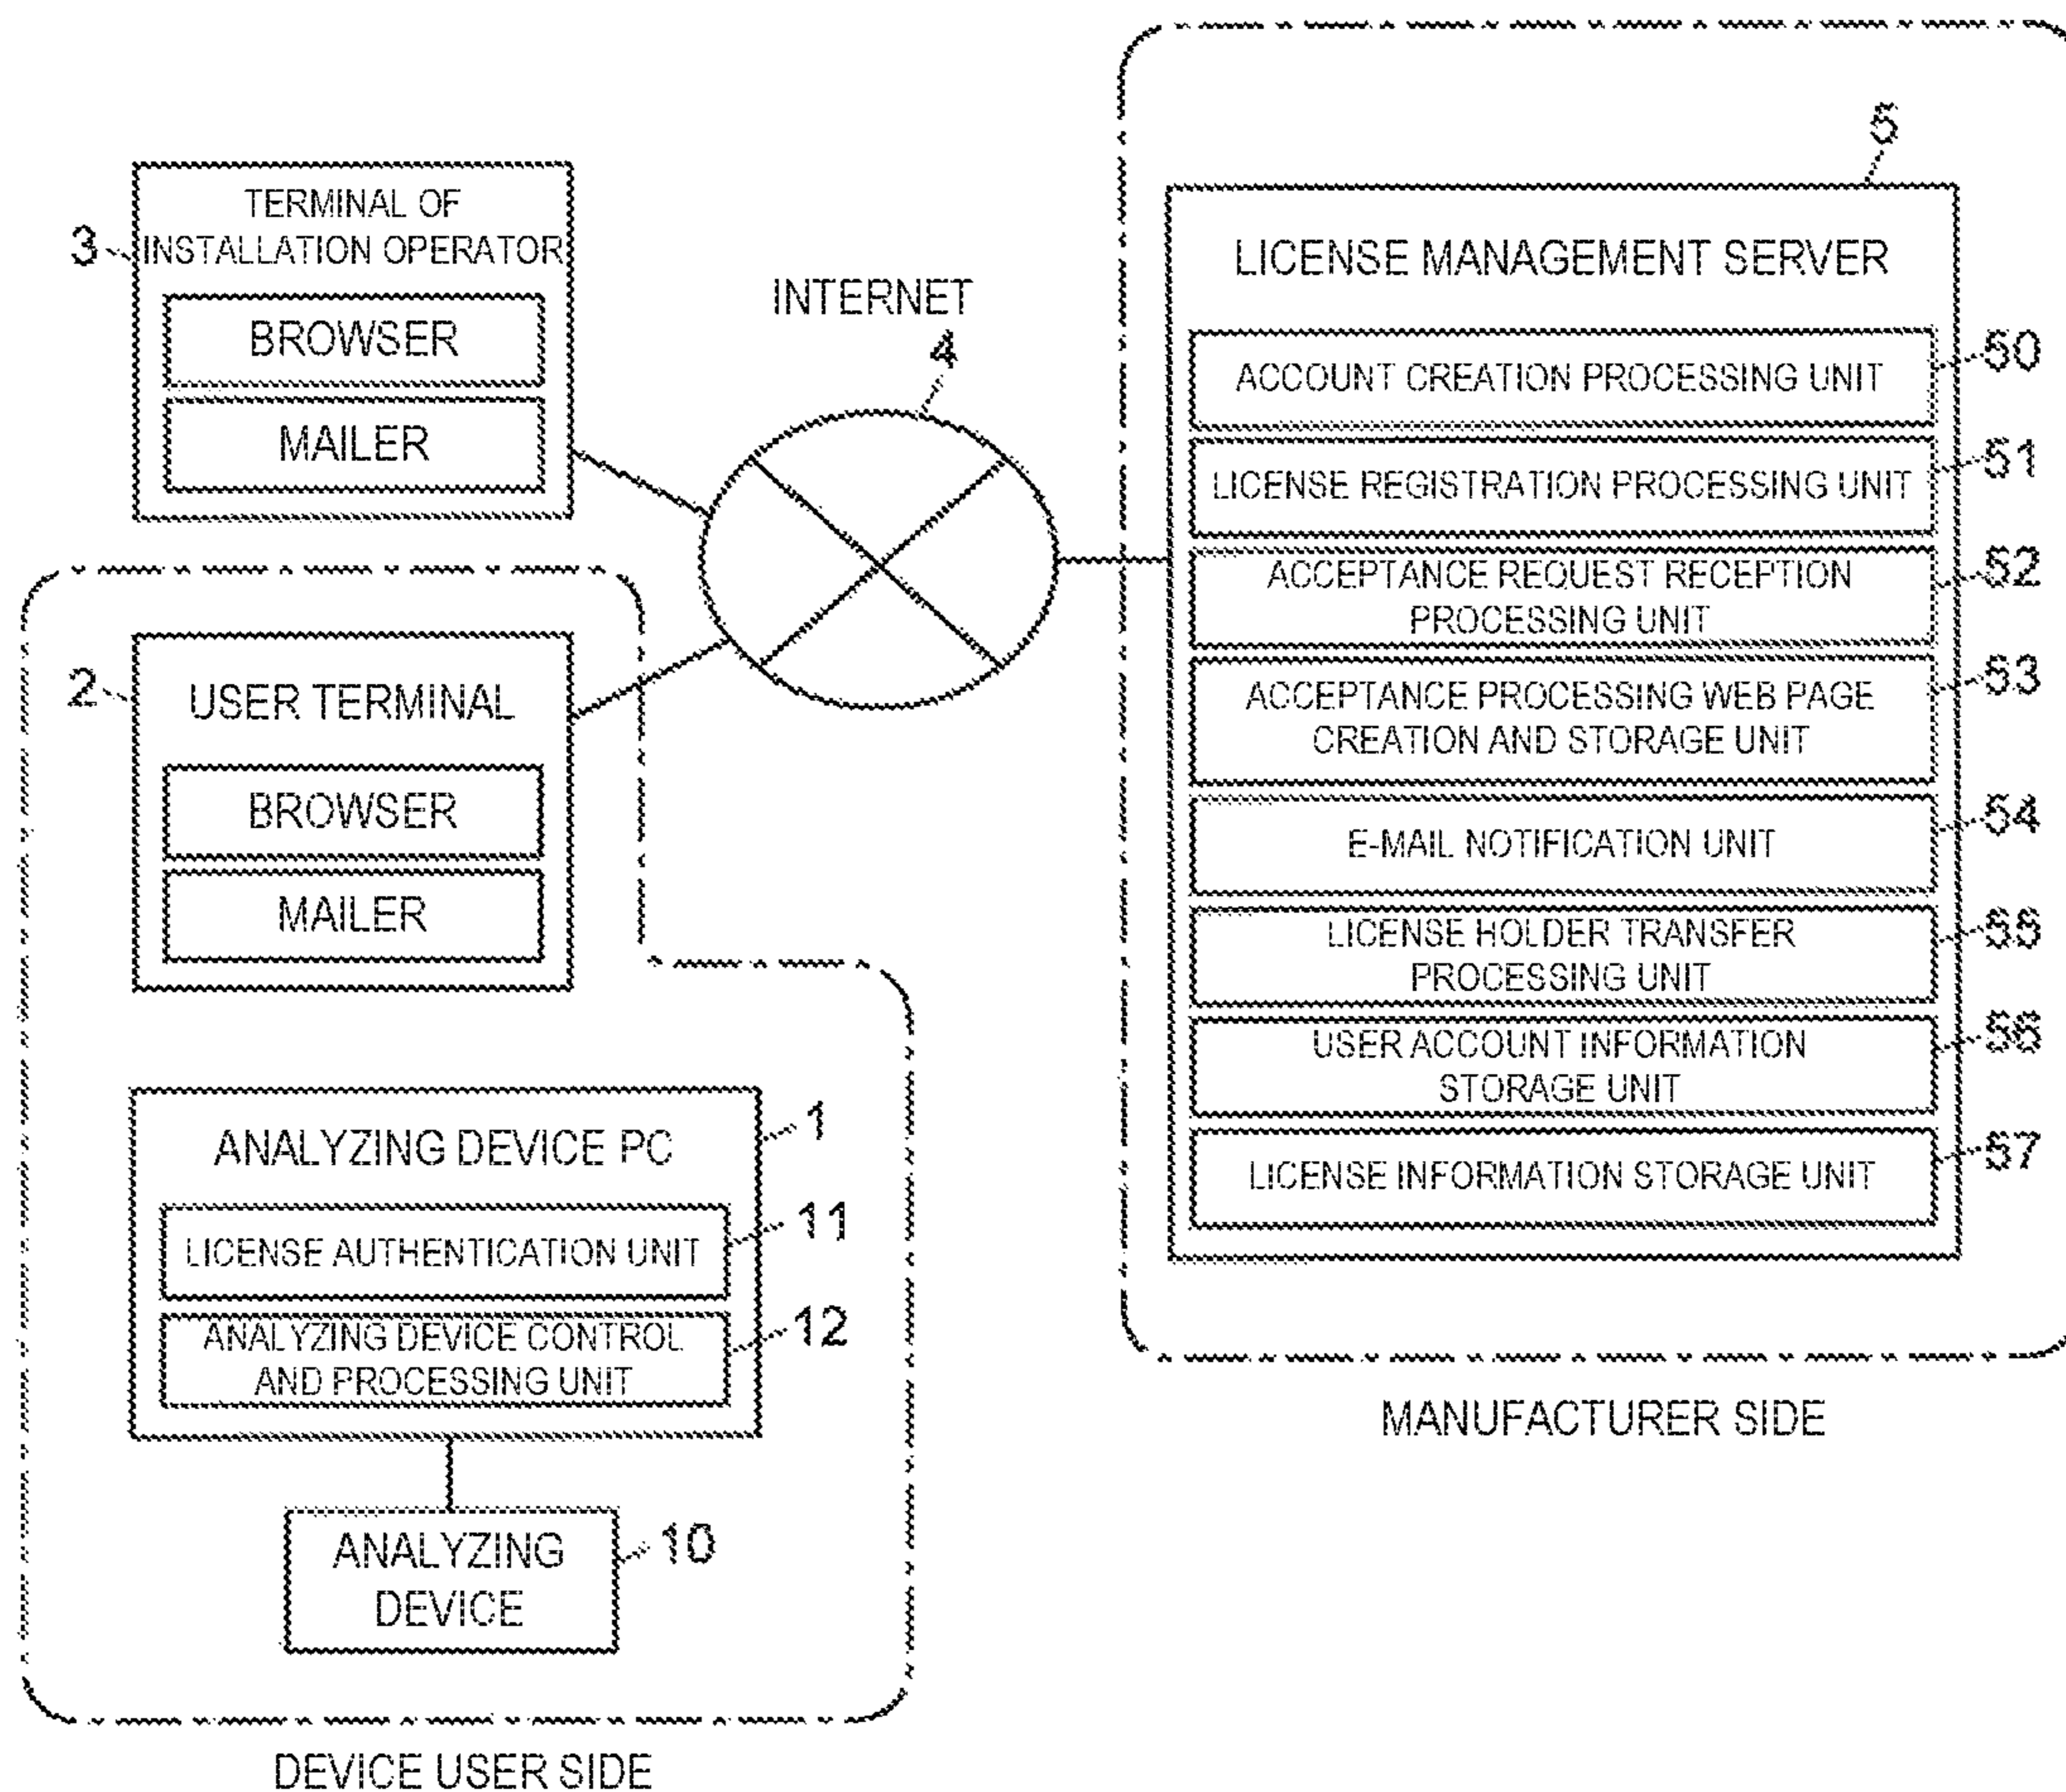 TERMINAL OF
INSTALLATION OPERATOR
3
BROWSER
MAILER
INTERNET
4
2
USER TERMINAL
BROWSER
MAILER
1
ANALYZING DEVICE PC
11
LICENSE AUTHENTICATION UNIT
12
ANALYZING DEVICE CONTROL
AND PROCESSING UNIT
ANALYZING
DEVICE
10
DEVICE USER SIDE
5
LICENSE MANAGEMENT SERVER
ACCOUNT CREATION PROCESSING UNIT
50
LICENSE REGISTRATION PROCESSING UNIT
51
ACCEPTANCE REQUEST RECEPTION
PROCESSING UNIT
52
ACCEPTANCE PROCESSING WEB PAGE
CREATION AND STORAGE UNIT
53
E-MAIL NOTIFICATION UNIT
54
LICENSE HOLDER TRANSFER
PROCESSING UNIT
55
USER ACCOUNT INFORMATION
STORAGE UNIT
56
LICENSE INFORMATION STORAGE UNIT
57
MANUFACTURER SIDE